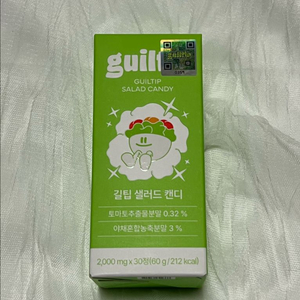 guilt
GUILTIP
SALAD CANDY
길팁 샐러드 캔디
토마토추출물분말 0.32 %
야채혼합농축분말 3 %
2,000 mg x 30정(60 g / 212 kcal)